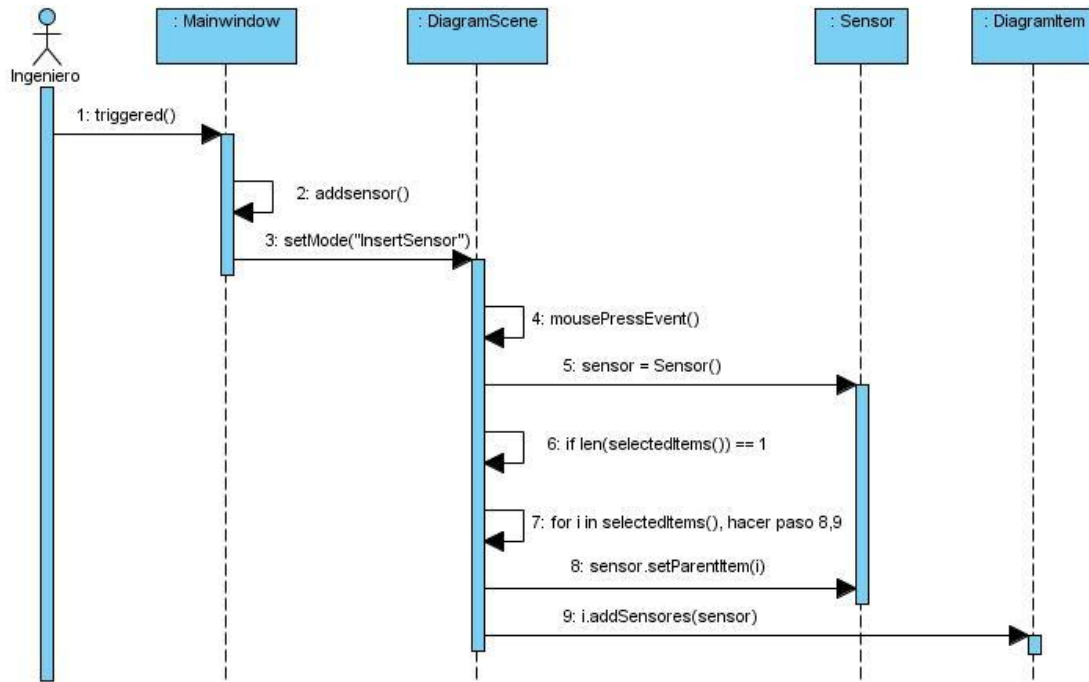 : Mainwindow
: DiagramScene
: Sensor
: DiagramItem
Ingeniero
1: triggered()
2: addsensor()
3: setMode("InsertSensor")
4: mousePressEvent()
5: sensor = Sensor()
6: if len(selectedItems()) == 1
7: for i in selectedItems(), hacer paso 8,9
8: sensor.setParentItem(i)
9: i.addSensores(sensor)